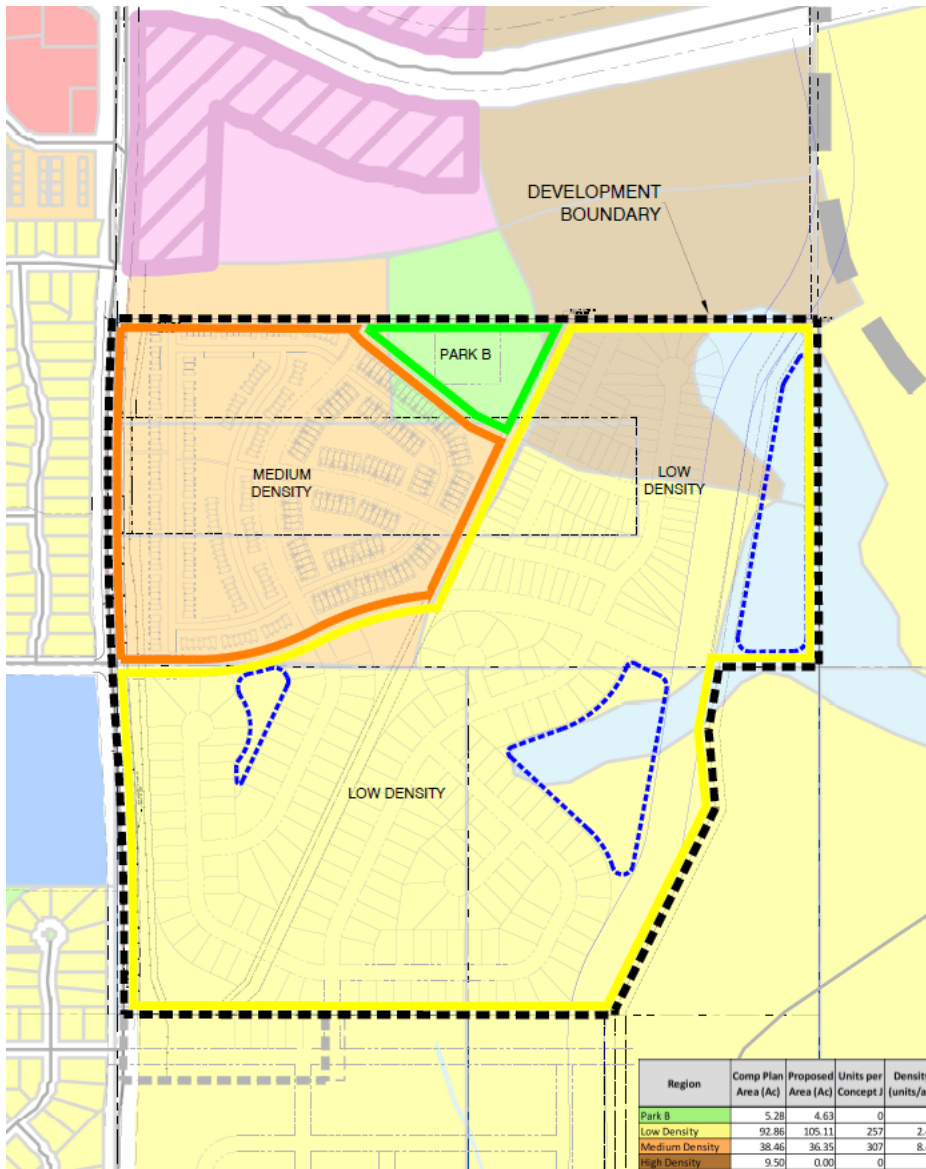 DEVELOPMENT
BOUNDARY
PARK B
MEDIUM
DENSITY
LOW
DENSITY
LOW DENSITY
Region Comp Plan Area (Ac) Proposed Area (Ac) Units per Concept J
Park B 5.28 4.63 0
Low Density 92.86 105.11 257
Medium Density 38.46 36.35 307
High Density 9.50 0.00 0